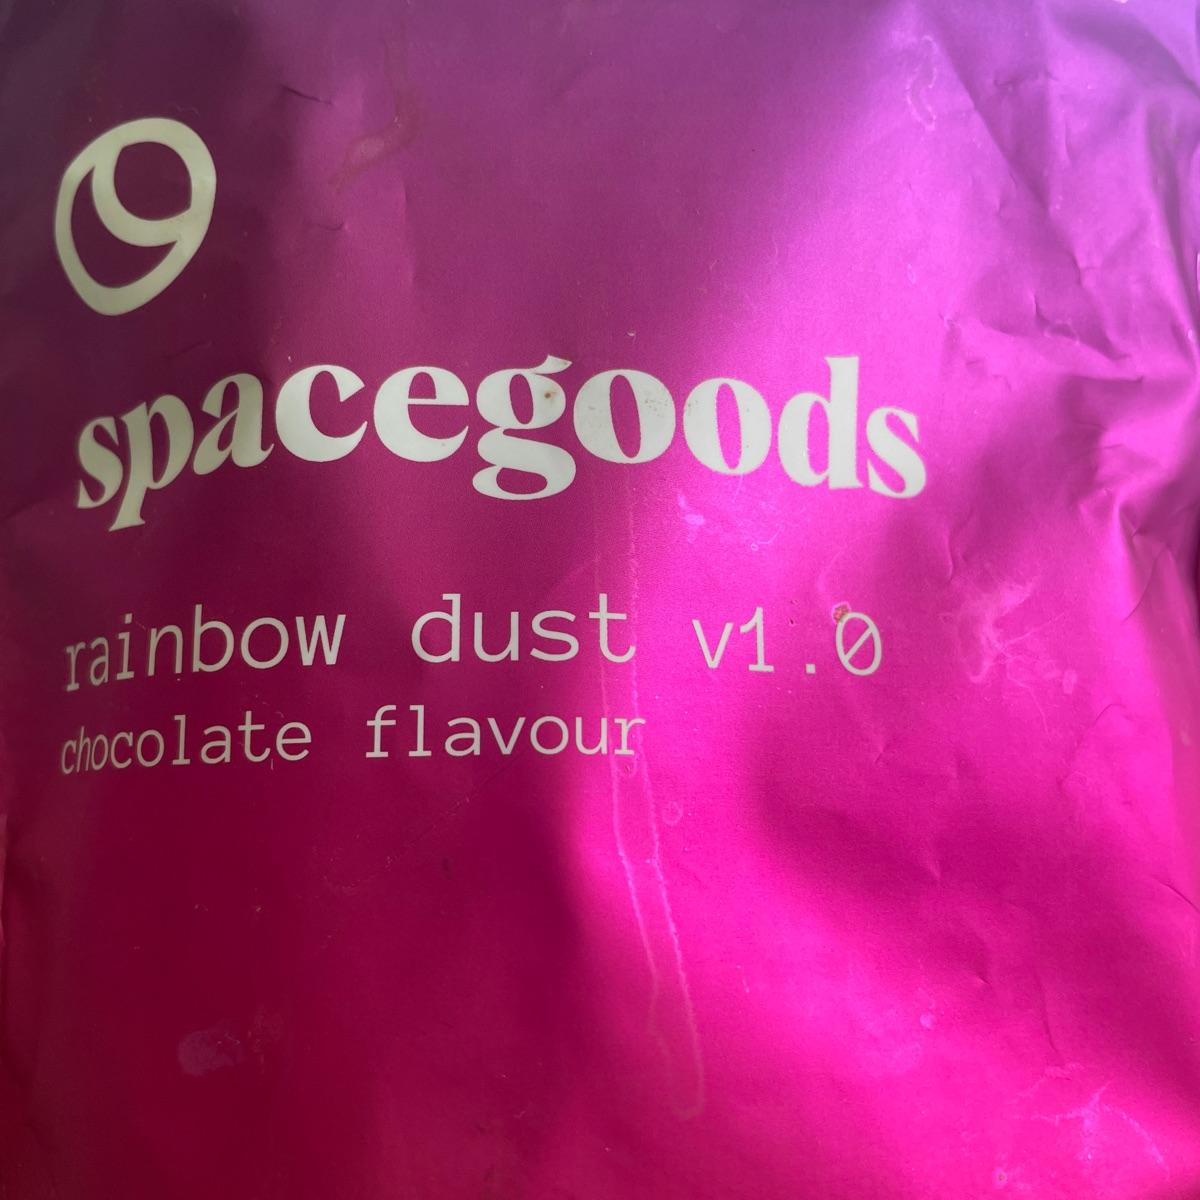 spacegoods
rainbow dust v1.0
chocolate flavour